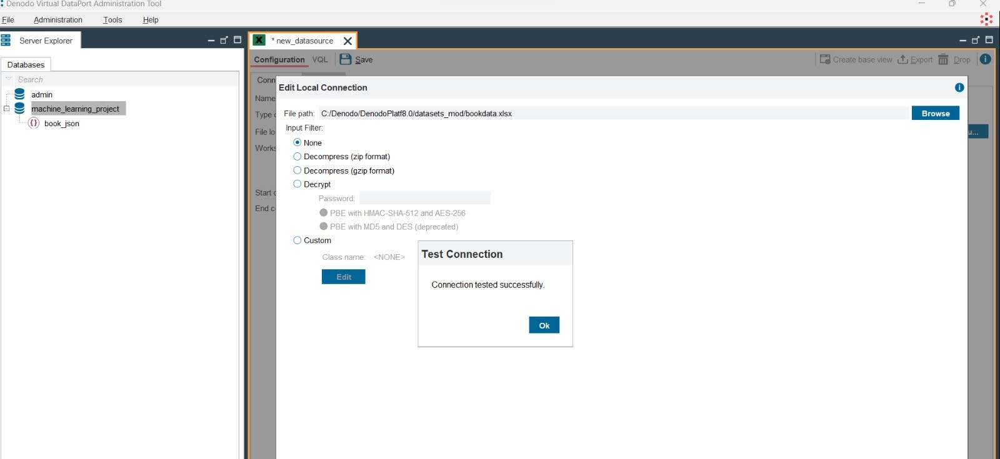 Denodo Virtual DataPort Administration Tool
File Administration Tools Help
Server Explorer
Databases
Search
admin
machine_learning_project
book_json
* new_datasource
Configuration VQL Save Create base view Export Drop
Conn
Name
Type
File lo
Works
Start
End c
u...
Edit Local Connection
File path: C:/Denodo/DenodoPlatf8.0/datasets_mod/bookdata.xlsx Browse
Input Filter:
None
Decompress (zip format)
Decompress (gzip format)
Decrypt
Password:
PBE with HMAC-SHA-512 and AES-256
PBE with MD5 and DES (deprecated)
Custom
Class name: <NONE>
Edit
Test Connection
Connection tested successfully.
Ok